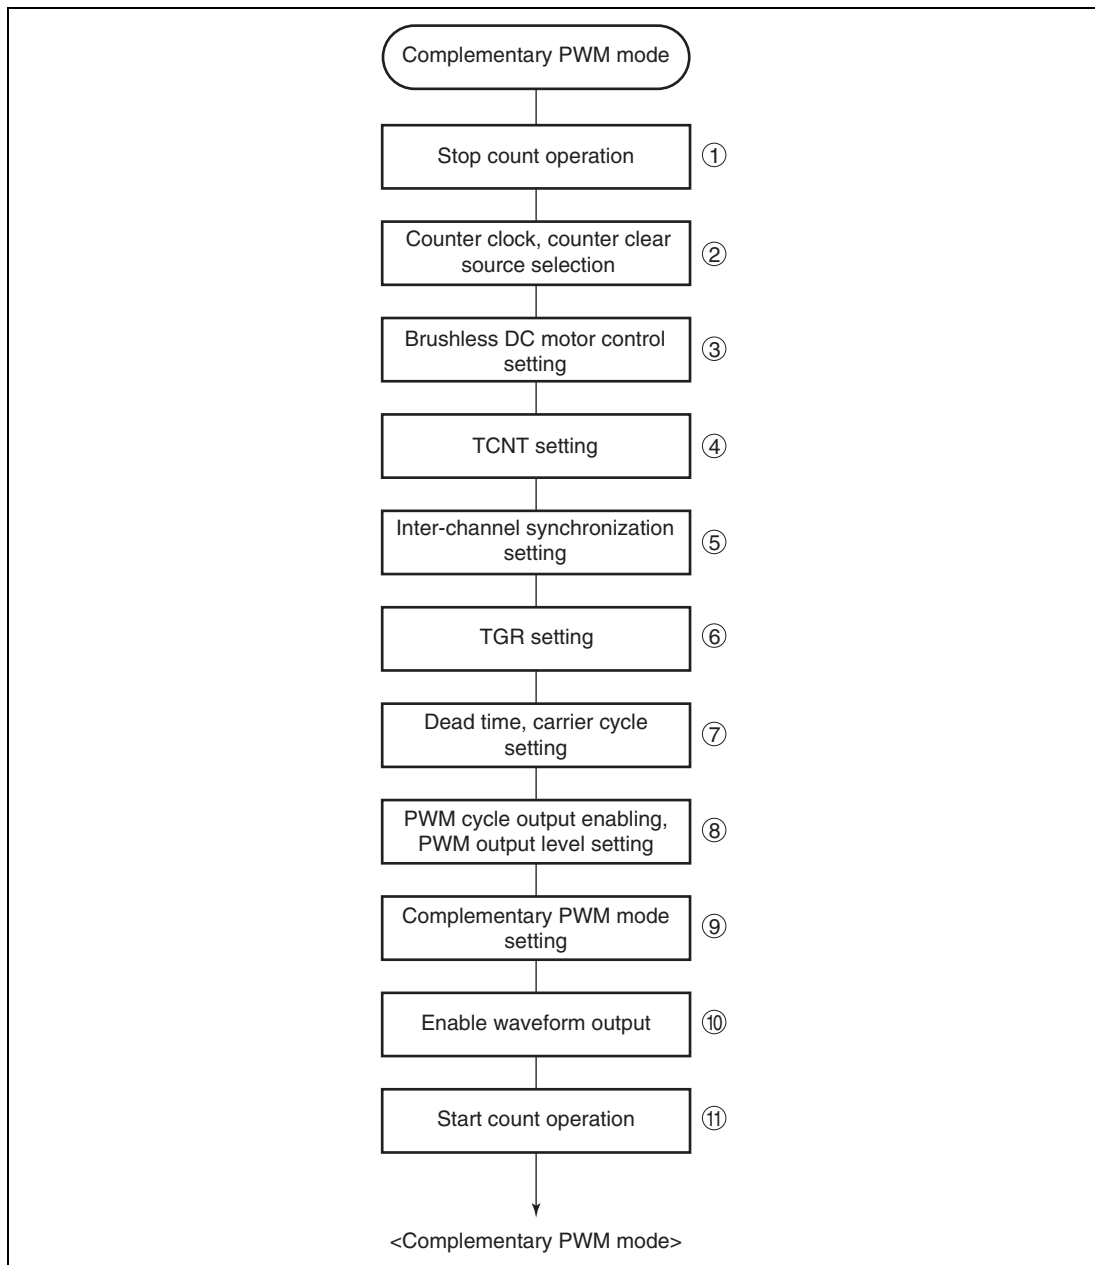 Complementary PWM mode
Stop count operation ①
Counter clock, counter clear
source selection ②
Brushless DC motor control
setting ③
TCNT setting ④
Inter-channel synchronization
setting ⑤
TGR setting ⑥
Dead time, carrier cycle
setting ⑦
PWM cycle output enabling,
PWM output level setting ⑧
Complementary PWM mode
setting ⑨
Enable waveform output ⑩
Start count operation ⑪
<Complementary PWM mode>